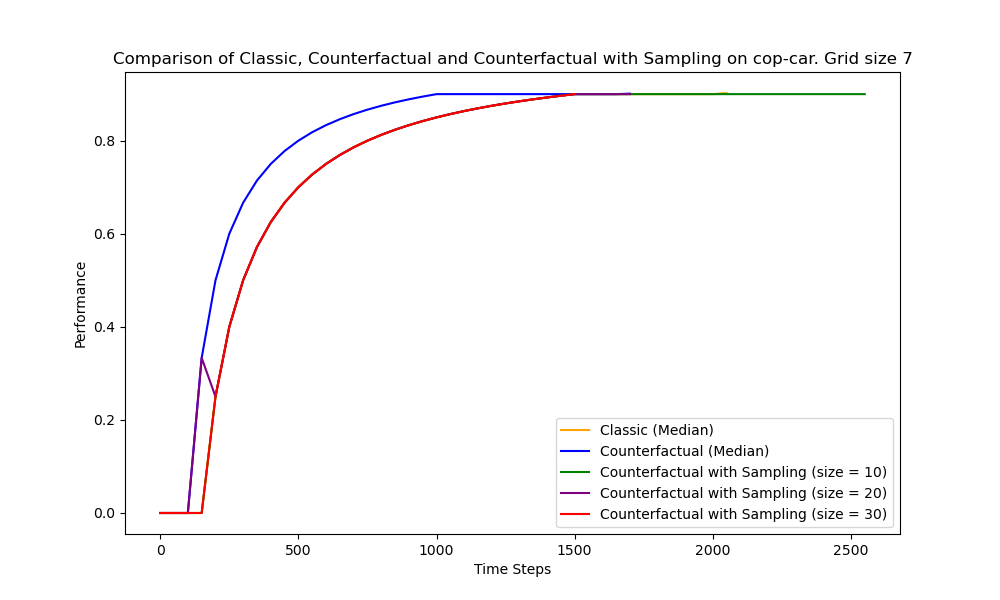 Comparison of Classic, Counterfactual and Counterfactual with Sampling on cop-car. Grid size 7
Performance
0.8
0.6
0.4
0.2
0.0
Classic (Median)
Counterfactual (Median)
Counterfactual with Sampling (size = 10)
Counterfactual with Sampling (size = 20)
Counterfactual with Sampling (size = 30)
0 500 1000 1500 2000 2500
Time Steps